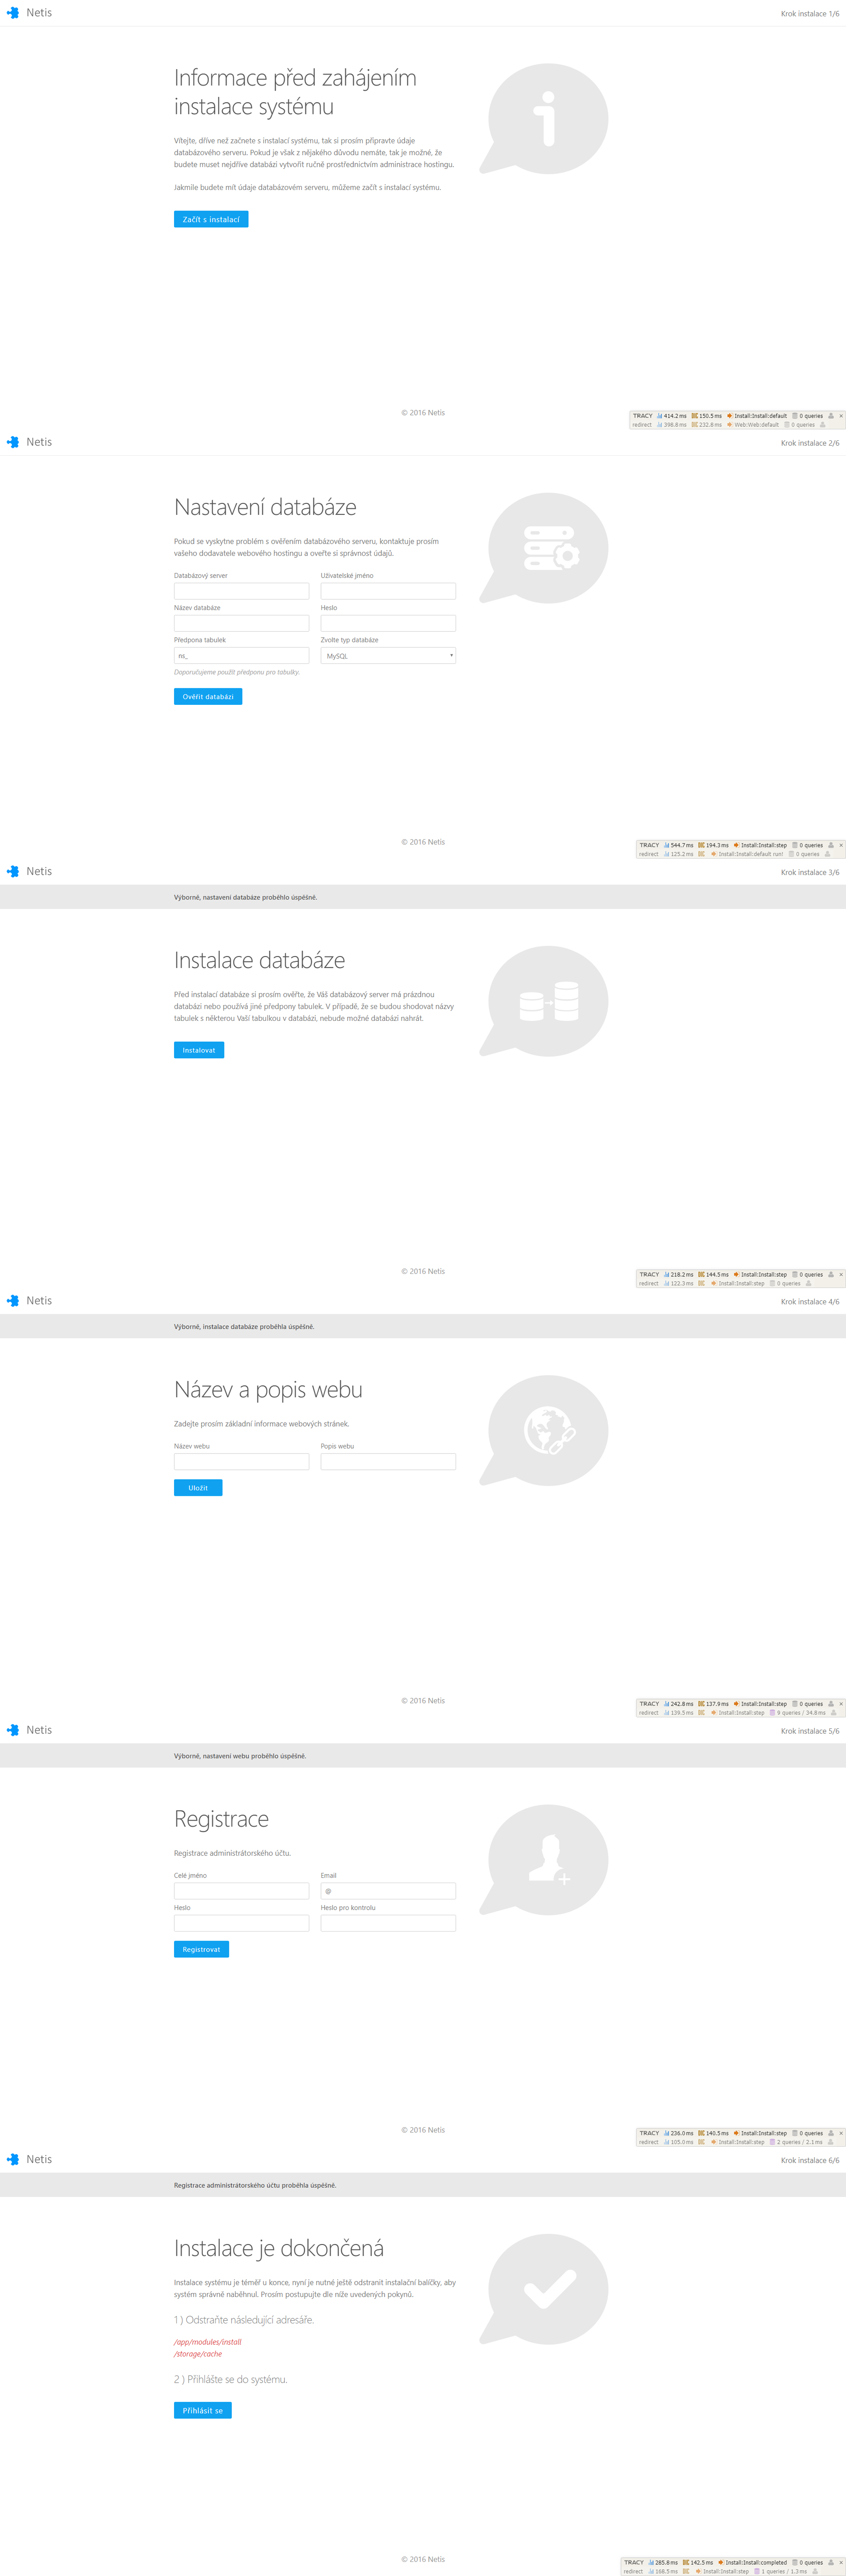 Netis
Krok instalace 1/6
Informace před zahájením
instalace systému
Vítejte, dříve než začnete s instalací systému, tak si prosím připravte údaje
databázového serveru. Pokud je však z nějakého důvodu nemáte, tak je možné, že
budete muset nejdříve databázi vytvořit ručně prostřednictvím administrace hostingu.
Jakmile budete mít údaje databázovém serveru, můžeme začít s instalací systému.
Začít s instalací
© 2016 Netis
TRACY 414.2 ms 150.5 ms Install:Install:default 0 queries ×
redirect 398.8 ms 232.8 ms Web:Web:default 0 queries
Netis
Krok instalace 2/6
Nastavení databáze
Pokud se vyskytne problém s ověřením databázového serveru, kontaktuje prosím
vašeho dodavatele webového hostingu a oveřte si správnost údajů.
Databázový server Uživatelské jméno
Název databáze Heslo
Předpona tabulek Zvolte typ databáze
ns_ MySQL
Doporučujeme použít předponu pro tabulky.
Ověřit databázi
© 2016 Netis
TRACY 544.7 ms 194.3 ms Install:Install:step 0 queries ×
redirect 125.2 ms Install:Install:default run! 0 queries
Netis
Krok instalace 3/6
Výborně, nastavení databáze proběhlo úspěšně.
Instalace databáze
Před instalací databáze si prosím ověřte, že Váš databázový server má prázdnou
databázi nebo používá jiné předpony tabulek. V případě, že se budou shodovat názvy
tabulek s některou Vaší tabulkou v databázi, nebude možné databázi nahrát.
Instalovat
© 2016 Netis
TRACY 218.2 ms 144.5 ms Install:Install:step 0 queries ×
redirect 122.3 ms Install:Install:step 0 queries
Netis
Krok instalace 4/6
Výborně, instalace databáze proběhla úspěšně.
Název a popis webu
Zadejte prosím základní informace webových stránek.
Název webu Popis webu
Uložit
© 2016 Netis
TRACY 242.8 ms 137.9 ms Install:Install:step 0 queries ×
redirect 139.5 ms Install:Install:step 9 queries / 34.8 ms
Netis
Krok instalace 5/6
Výborně, nastavení webu proběhlo úspěšně.
Registrace
Registrace administrátorského účtu.
Celé jméno Email
@
Heslo Heslo pro kontrolu
Registrovat
© 2016 Netis
TRACY 236.0 ms 140.5 ms Install:Install:step 0 queries ×
redirect 105.0 ms Install:Install:step 2 queries / 2.1 ms
Netis
Krok instalace 6/6
Registrace administrátorského účtu proběhla úspěšně.
Instalace je dokončená
Instalace systému je téměř u konce, nyní je nutné ještě odstranit instalační balíčky, aby
systém správně naběhnul. Prosím postupujte dle níže uvedených pokynů.
1 ) Odstraňte následující adresáře.
/app/modules/install
/storage/cache
2 ) Přihlášte se do systému.
Přihlásit se
© 2016 Netis
TRACY 285.8 ms 142.5 ms Install:Install:completed 0 queries ×
redirect 166.5 ms Install:Install:step 1 queries / 1.3 ms